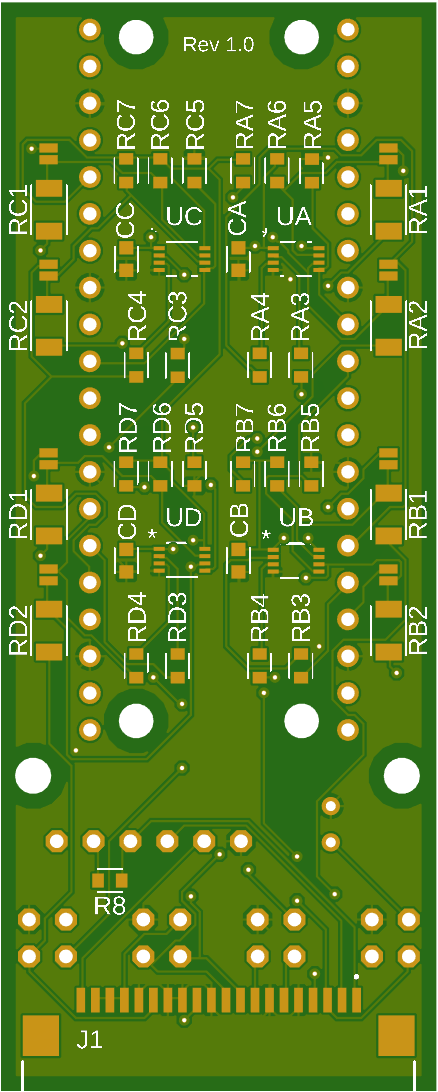 Rev 1.0
RC7 RC6 RC5 RA7 RA6 RA5
RC1 CC UC CA UA RA1
RC2 RC4 RC3 RA4 RA3 RA2
RD7 RD6 RD5 RB7 RB6 RB5
RD1 CD * UD CB * UB RB1
RD2 RD4 RD3 RB4 RB3 RB2
R8
J1